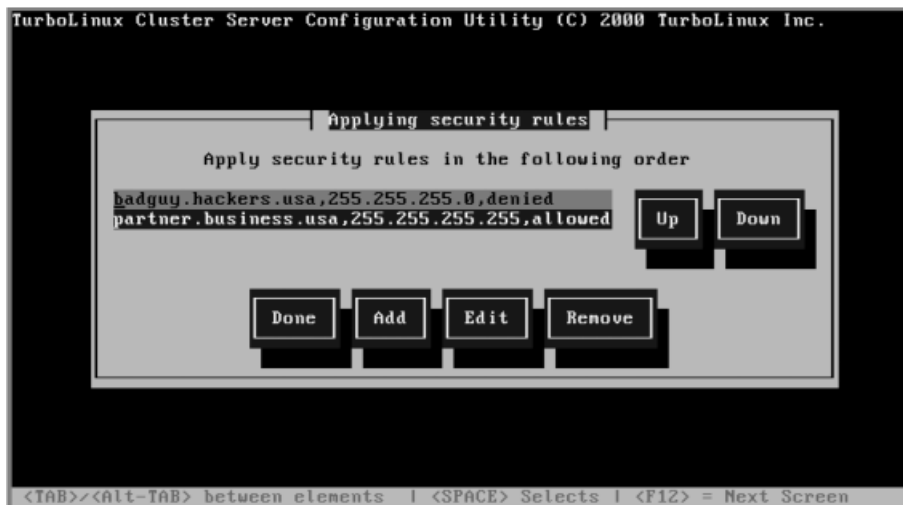 TurboLinux Cluster Server Configuration Utility (C) 2000 TurboLinux Inc.
Applying security rules
Apply security rules in the following order
badguy.hackers.usa,255.255.255.0,denied
partner.business.usa,255.255.255.255,allowed
Up Down
Done Add Edit Remove
<TAB>/<Alt-TAB> between elements | <SPACE> Selects | <F12> = Next Screen